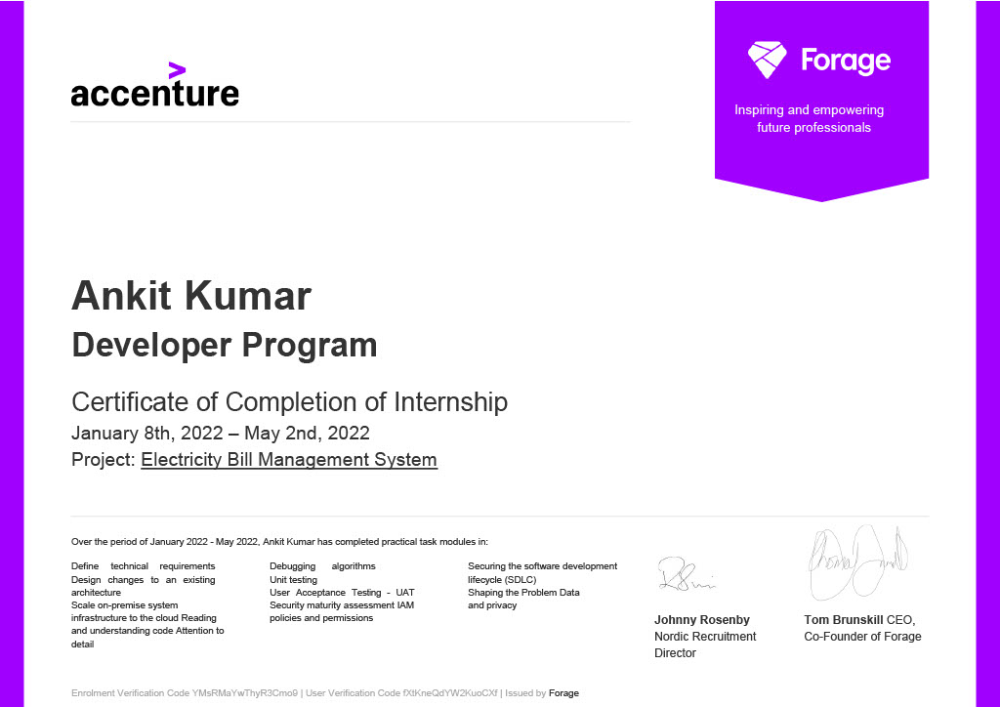 accenture
Forage
Inspiring and empowering
future professionals
Ankit Kumar
Developer Program
Certificate of Completion of Internship
January 8th, 2022 – May 2nd, 2022
Project: Electricity Bill Management System
Over the period of January 2022 - May 2022, Ankit Kumar has completed practical task modules in:
Define technical requirements
Design changes to an existing
architecture
Scale on-premise system
infrastructure to the cloud Reading
and understanding code Attention to
detail
Debugging algorithms
Unit testing
User Acceptance Testing - UAT
Security maturity assessment IAM
policies and permissions
Securing the software development
lifecycle (SDLC)
Shaping the Problem Data
and privacy
Johnny Rosenby
Nordic Recruitment
Director
Tom Brunskill CEO,
Co-Founder of Forage
Enrolment Verification Code YMsRMaYwThyR3Cmo9 | User Verification Code fXtKneQdYW2KuoCXf | Issued by Forage